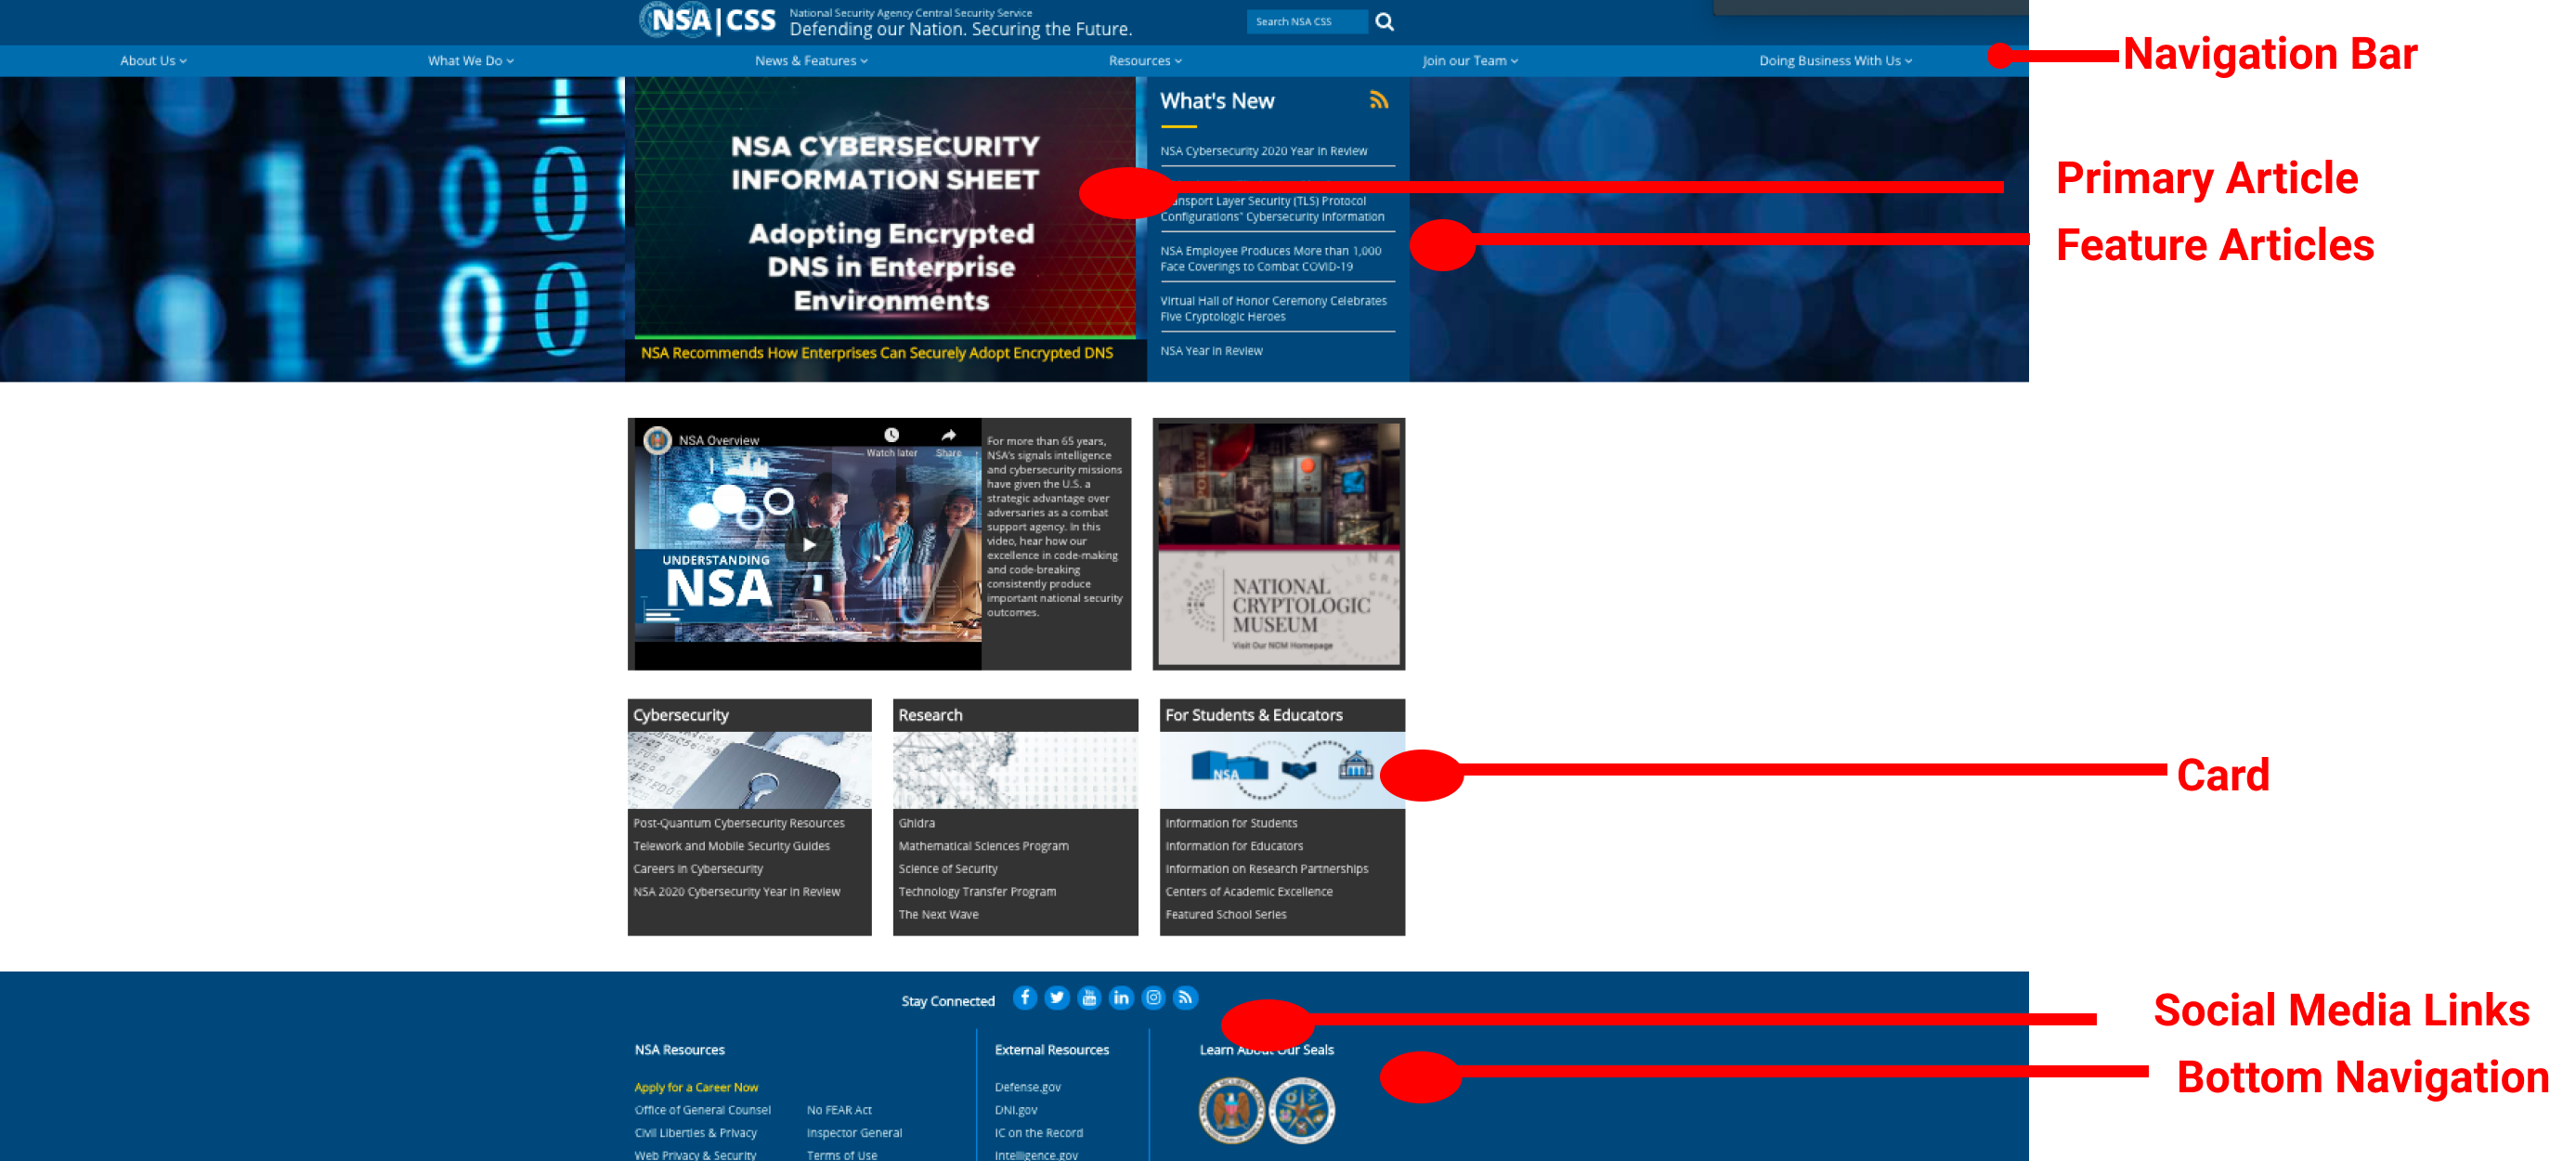 NSA|CSS
National Security Agency Central Security Service
Defending our Nation. Securing the Future.
Search NSA CSS
About Us
What We Do
News & Features
Resources
Join our Team
Doing Business With Us
Navigation Bar
NSA CYBERSECURITY
INFORMATION SHEET
Adopting Encrypted
DNS in Enterprise
Environments
NSA Recommends How Enterprises Can Securely Adopt Encrypted DNS
What's New
NSA Cybersecurity 2020 Year in Review
Layer Security (TLS) Protocol
Configurations" Cybersecurity Information
NSA Employee Produces More than 1,000
Face Coverings to Combat COVID-19
Virtual Hall of Honor Ceremony Celebrates
Five Cryptologic Heroes
NSA Year in Review
Primary Article
Feature Articles
NSA Overview
Watch later
Share
UNDERSTANDING
NSA
For more than 65 years,
NSA's signals intelligence
and cybersecurity missions
have given the U.S. a
strategic advantage over
adversaries as a combat
support agency. In this
video, hear how our
excellence in code-making
and code-breaking
consistently produce
important national security
outcomes.
NATIONAL
CRYPTOLOGIC
MUSEUM
Visit Our NCM Homepage
Cybersecurity
Post-Quantum Cybersecurity Resources
Telework and Mobile Security Guides
Careers in Cybersecurity
NSA 2020 Cybersecurity Year in Review
Research
Ghidra
Mathematical Sciences Program
Science of Security
Technology Transfer Program
The Next Wave
For Students & Educators
NSA
Information for Students
Information for Educators
Information on Research Partnerships
Centers of Academic Excellence
Featured School Series
Card
Stay Connected
Social Media Links
NSA Resources
Apply for a Career Now
Office of General Counsel
Civil Liberties & Privacy
Web Privacy & Security
No FEAR Act
Inspector General
Terms of Use
External Resources
Defense.gov
DNI.gov
IC on the Record
Intelligence.gov
Learn About Our Seals
Bottom Navigation